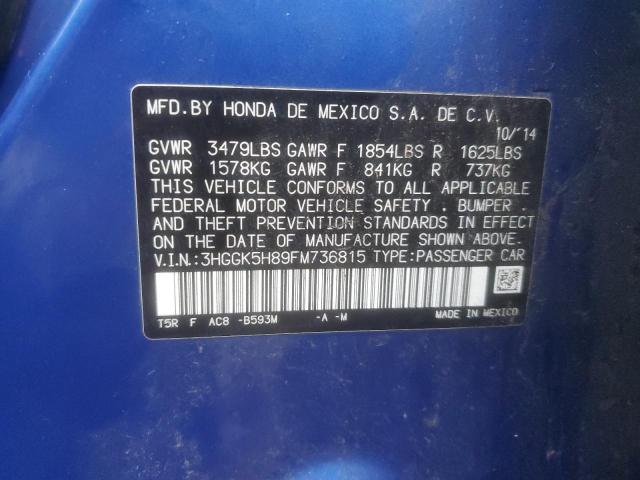 MFD.BY HONDA DE MEXICO S.A. DE C.V.
10/'14
GVWR 3479LBS GAWR F 1854LBS R 1625LBS
GVWR 1578KG GAWR F 841KG R 737KG
THIS VEHICLE CONFORMS TO ALL APPLICABLE
FEDERAL MOTOR VEHICLE SAFETY , BUMPER ,
AND THEFT PREVENTION STANDARDS IN EFFECT
ON THE DATE OF MANUFACTURE SHOWN ABOVE.
V.I.N:3HGGK5H89FM736815 TYPE:PASSENGER CAR
T5R F AC8 -B593M -A -M
MADE IN MEXICO